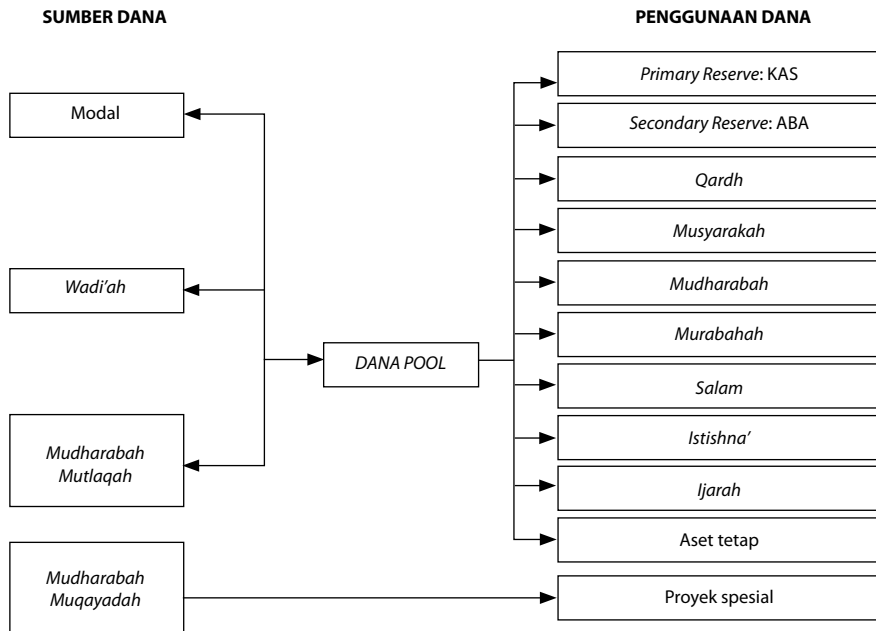 SUMBER DANA
Modal
Wadi’ah
Mudharabah
Mutlaqah
Mudharabah
Muqayadah
DANA POOL
PENGGUNAAN DANA
Primary Reserve: KAS
Secondary Reserve: ABA
Qardh
Musyarakah
Mudharabah
Murabahah
Salam
Istishna’
Ijarah
Aset tetap
Proyek spesial